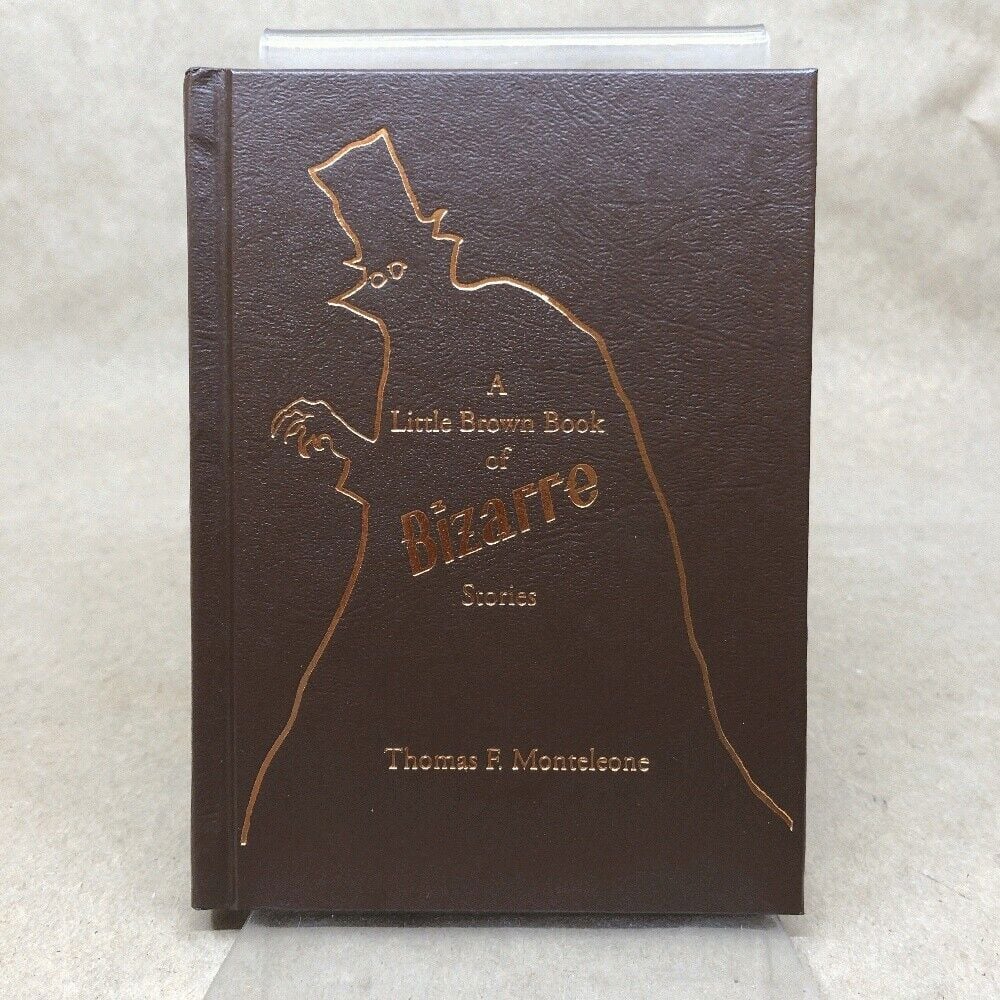 A
Little Brown Book
of
Bizarre
Stories
Thomas F. Monteleone